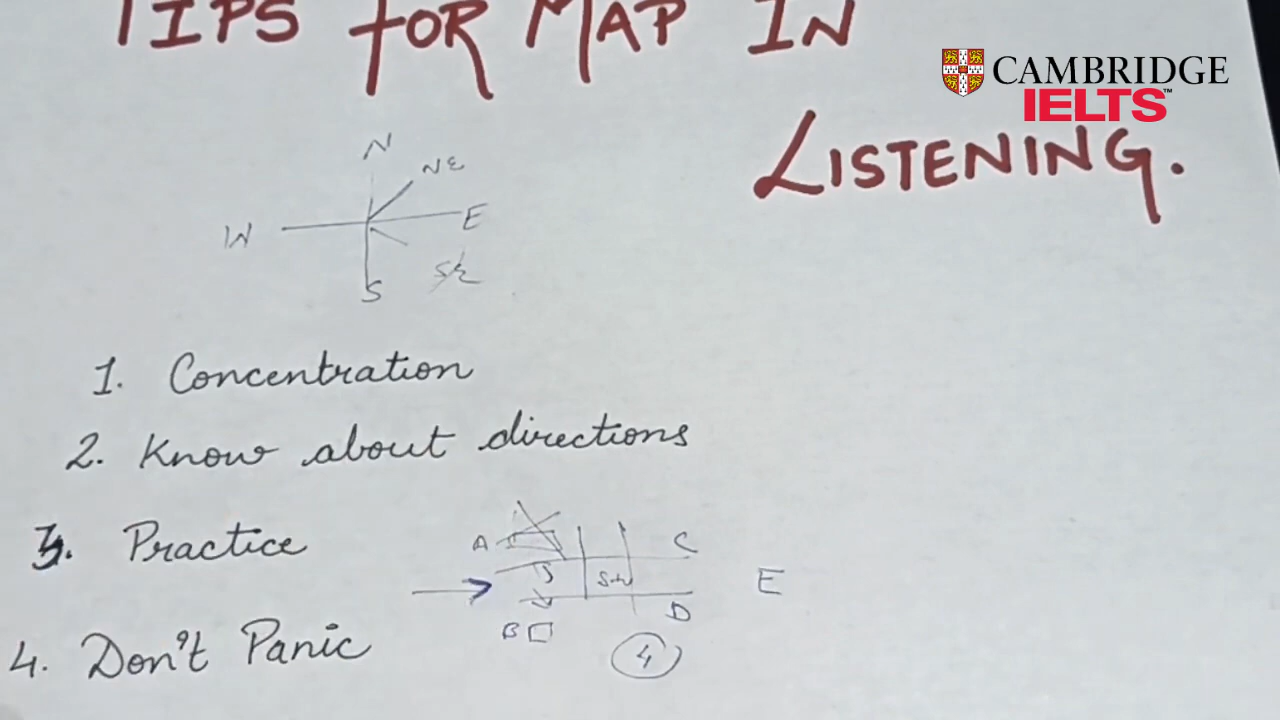 TIPS FOR MAP IN
LISTENING.
CAMBRIDGE
IELTS™
N
NE
W
E
SE
S
1. Concentration
2. Know about directions
3. Practice
4. Don't Panic
A
C
E
B
D
4